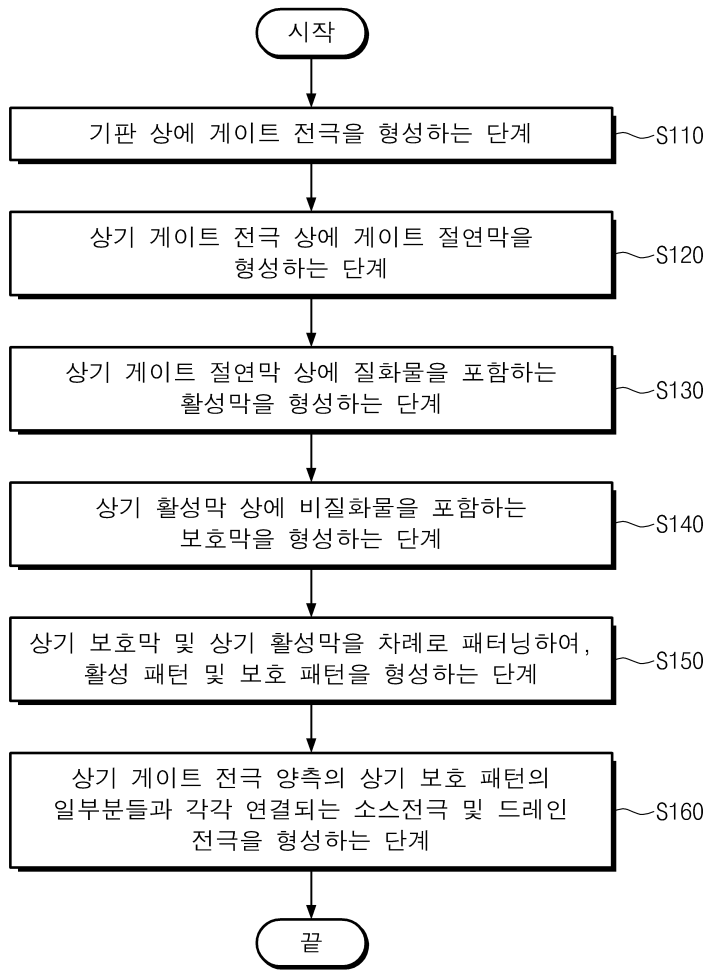 시작
기판 상에 게이트 전극을 형성하는 단계
S110
상기 게이트 전극 상에 게이트 절연막을
형성하는 단계
S120
상기 게이트 절연막 상에 질화물을 포함하는
활성막을 형성하는 단계
S130
상기 활성막 상에 비질화물을 포함하는
보호막을 형성하는 단계
S140
상기 보호막 및 상기 활성막을 차례로 패터닝하여,
활성 패턴 및 보호 패턴을 형성하는 단계
S150
상기 게이트 전극 양측의 상기 보호 패턴의
일부분들과 각각 연결되는 소스전극 및 드레인
전극을 형성하는 단계
S160
끝